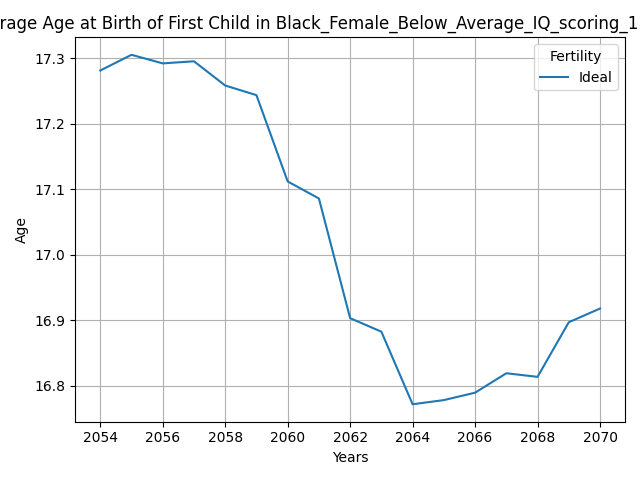 rage Age at Birth of First Child in Black_Female_Below_Average_IQ_scoring_1
Fertility
Ideal
17.3
17.2
17.1
17.0
16.9
16.8
Age
2054 2056 2058 2060 2062 2064 2066 2068 2070
Years